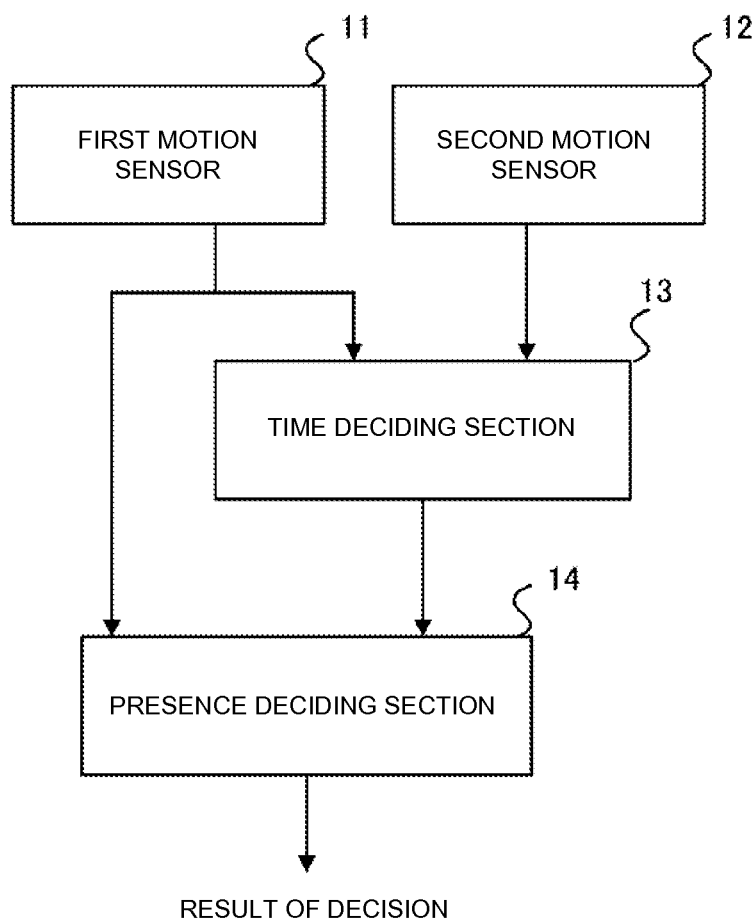 11
12
FIRST MOTION
SENSOR
SECOND MOTION
SENSOR
13
TIME DECIDING SECTION
14
PRESENCE DECIDING SECTION
RESULT OF DECISION